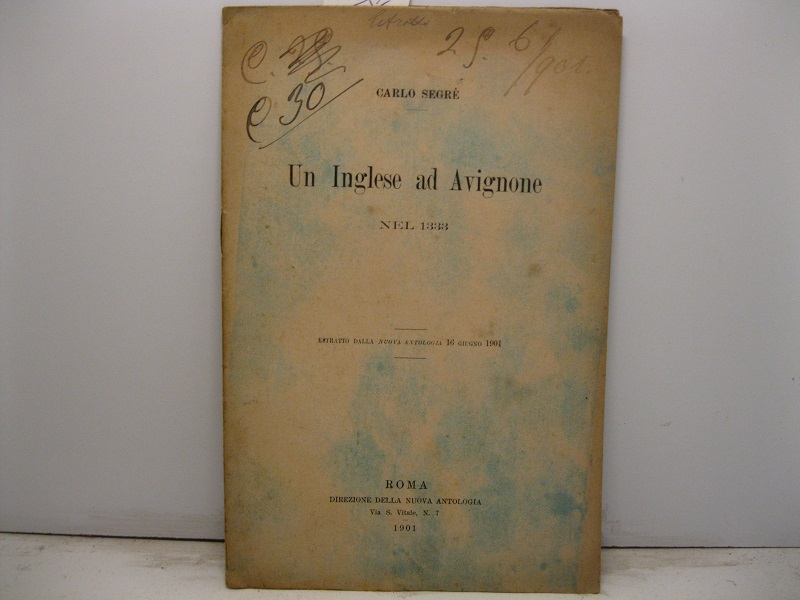 C. 30
25. 6/901.
CARLO SEGRÈ
Un Inglese ad Avignone
NEL 1333
ESTRATTO DALLA NUOVA ANTOLOGIA 16 GIUGNO 1901
ROMA
DIREZIONE DELLA NUOVA ANTOLOGIA
Via S. Vitale, N. 7
1901